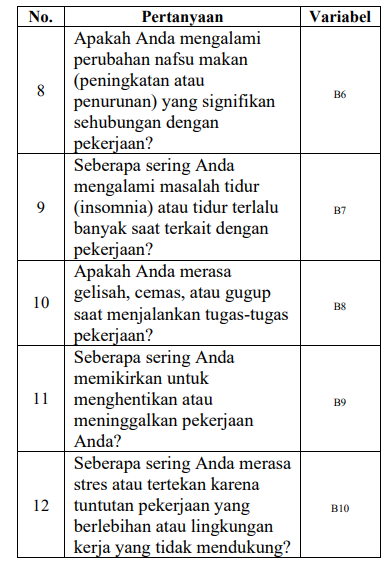 No. Pertanyaan Variabel
Apakah Anda mengalami
perubahan nafsu makan
(peningkatan atau
8 penurunan) yang signifikan B6
sehubungan dengan
pekerjaan?
Seberapa sering Anda
mengalami masalah tidur
9 (insomnia) atau tidur terlalu B7
banyak saat terkait dengan
pekerjaan?
Apakah Anda merasa
10 gelisah, cemas, atau gugup B8
saat menjalankan tugas-tugas
pekerjaan?
Seberapa sering Anda
memikirkan untuk
11 menghentikan atau B9
meninggalkan pekerjaan
Anda?
Seberapa sering Anda merasa
stres atau tertekan karena
12 tuntutan pekerjaan yang B10
berlebihan atau lingkungan
kerja yang tidak mendukung?